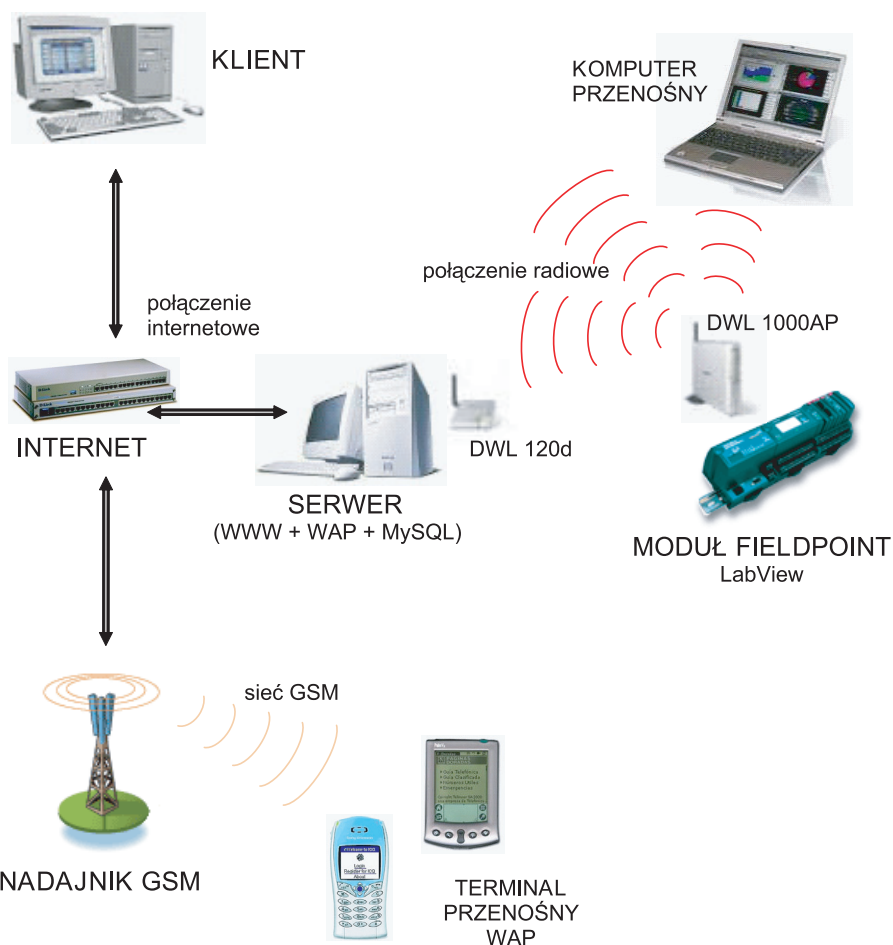 KLIENT
KOMPUTER
PRZENOŚNY
połączenie radiowe
połączenie
internetowe
DWL 1000AP
INTERNET
DWL 120d
SERWER
(WWW + WAP + MySQL)
MODUŁ FIELDPOINT
LabView
sieć GSM
NADAJNIK GSM
TERMINAL
PRZENOŚNY
WAP